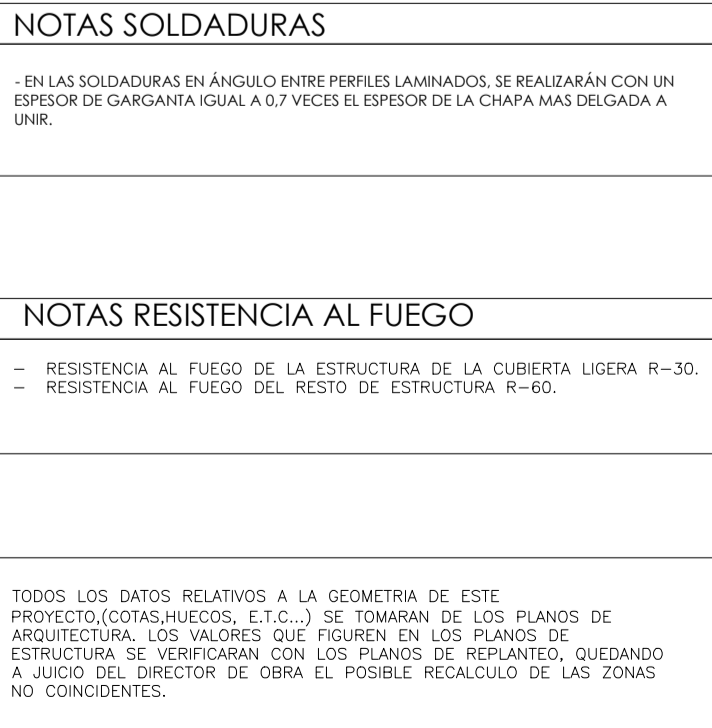 NOTAS SOLDADURAS
- EN LAS SOLDADURAS EN ÁNGULO ENTRE PERFILES LAMINADOS, SE REALIZARÁN CON UN
ESPESOR DE GARGANTA IGUAL A 0,7 VECES EL ESPESOR DE LA CHAPA MAS DELGADA A
UNIR.
NOTAS RESISTENCIA AL FUEGO
– RESISTENCIA AL FUEGO DE LA ESTRUCTURA DE LA CUBIERTA LIGERA R–30.
– RESISTENCIA AL FUEGO DEL RESTO DE ESTRUCTURA R–60.
TODOS LOS DATOS RELATIVOS A LA GEOMETRIA DE ESTE
PROYECTO,(COTAS,HUECOS, E.T.C...) SE TOMARAN DE LOS PLANOS DE
ARQUITECTURA. LOS VALORES QUE FIGUREN EN LOS PLANOS DE
ESTRUCTURA SE VERIFICARAN CON LOS PLANOS DE REPLANTEO, QUEDANDO
A JUICIO DEL DIRECTOR DE OBRA EL POSIBLE RECALCULO DE LAS ZONAS
NO COINCIDENTES.